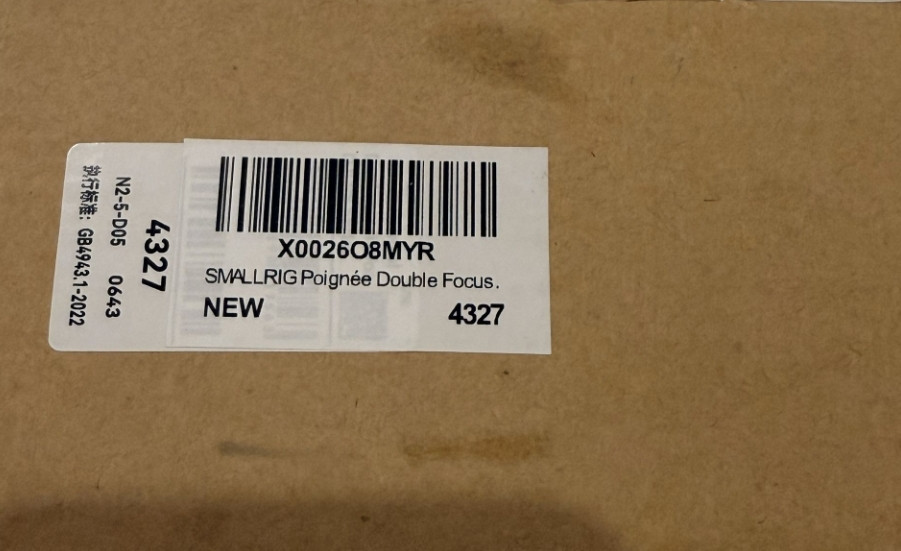 X0026O8MYR
SMALLRIG Poignée Double Focus.
NEW
4327
4327
N2-5-D05 0643
执行标准: GB4943.1-2022